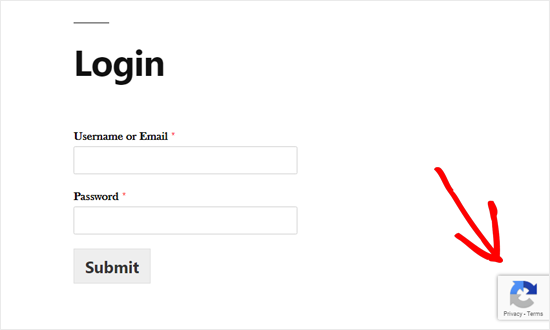 Login
Username or Email *
Password *
Submit
Privacy - Terms